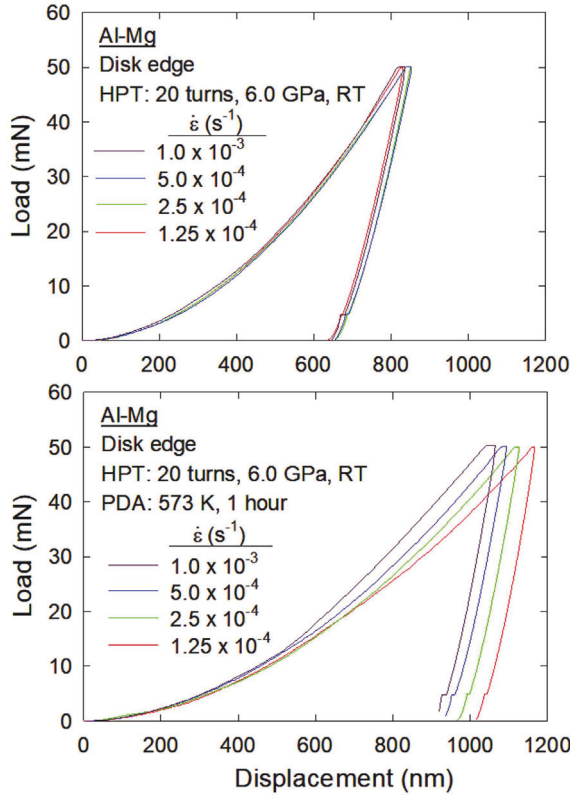 60
50
40
30
20
10
0
Load (mN)
Al-Mg
Disk edge
HPT: 20 turns, 6.0 GPa, RT
ε̇ (s⁻¹)
1.0 x 10⁻³
5.0 x 10⁻⁴
2.5 x 10⁻⁴
1.25 x 10⁻⁴
0 200 400 600 800 1000 1200
60
50
40
30
20
10
0
Load (mN)
Al-Mg
Disk edge
HPT: 20 turns, 6.0 GPa, RT
PDA: 573 K, 1 hour
ε̇ (s⁻¹)
1.0 x 10⁻³
5.0 x 10⁻⁴
2.5 x 10⁻⁴
1.25 x 10⁻⁴
0 200 400 600 800 1000 1200
Displacement (nm)